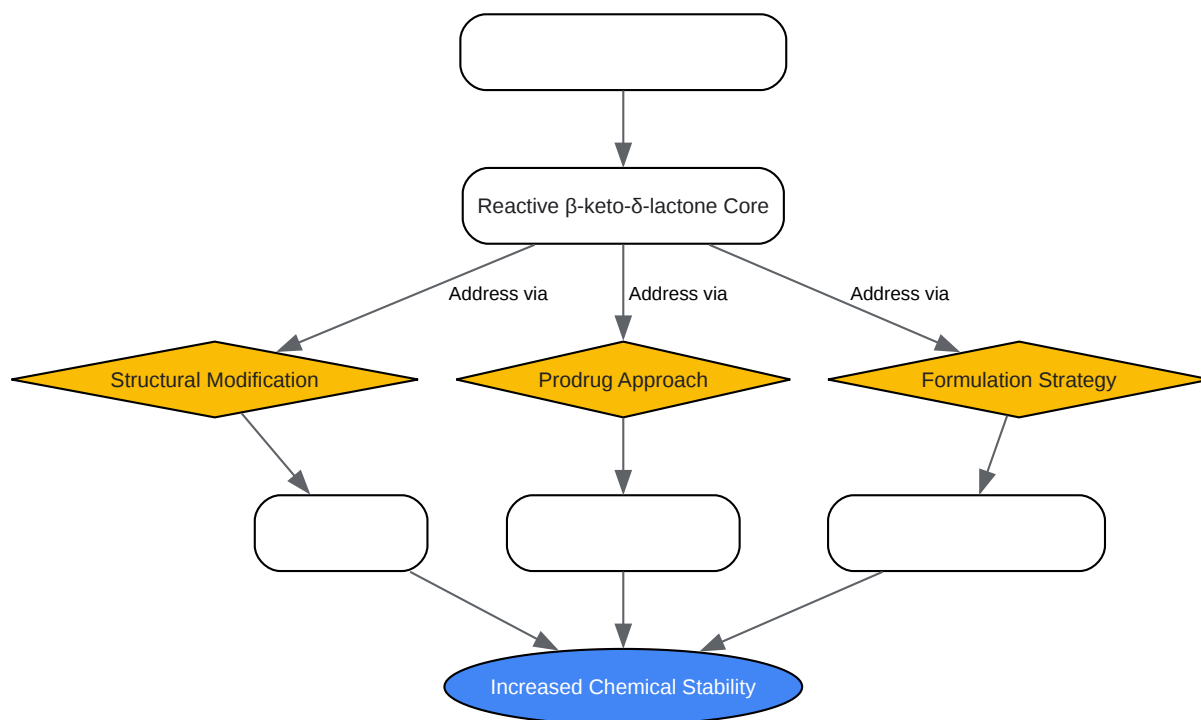 Reactive β-keto-δ-lactone Core
Address via
Address via
Address via
Structural Modification
Prodrug Approach
Formulation Strategy
Increased Chemical Stability